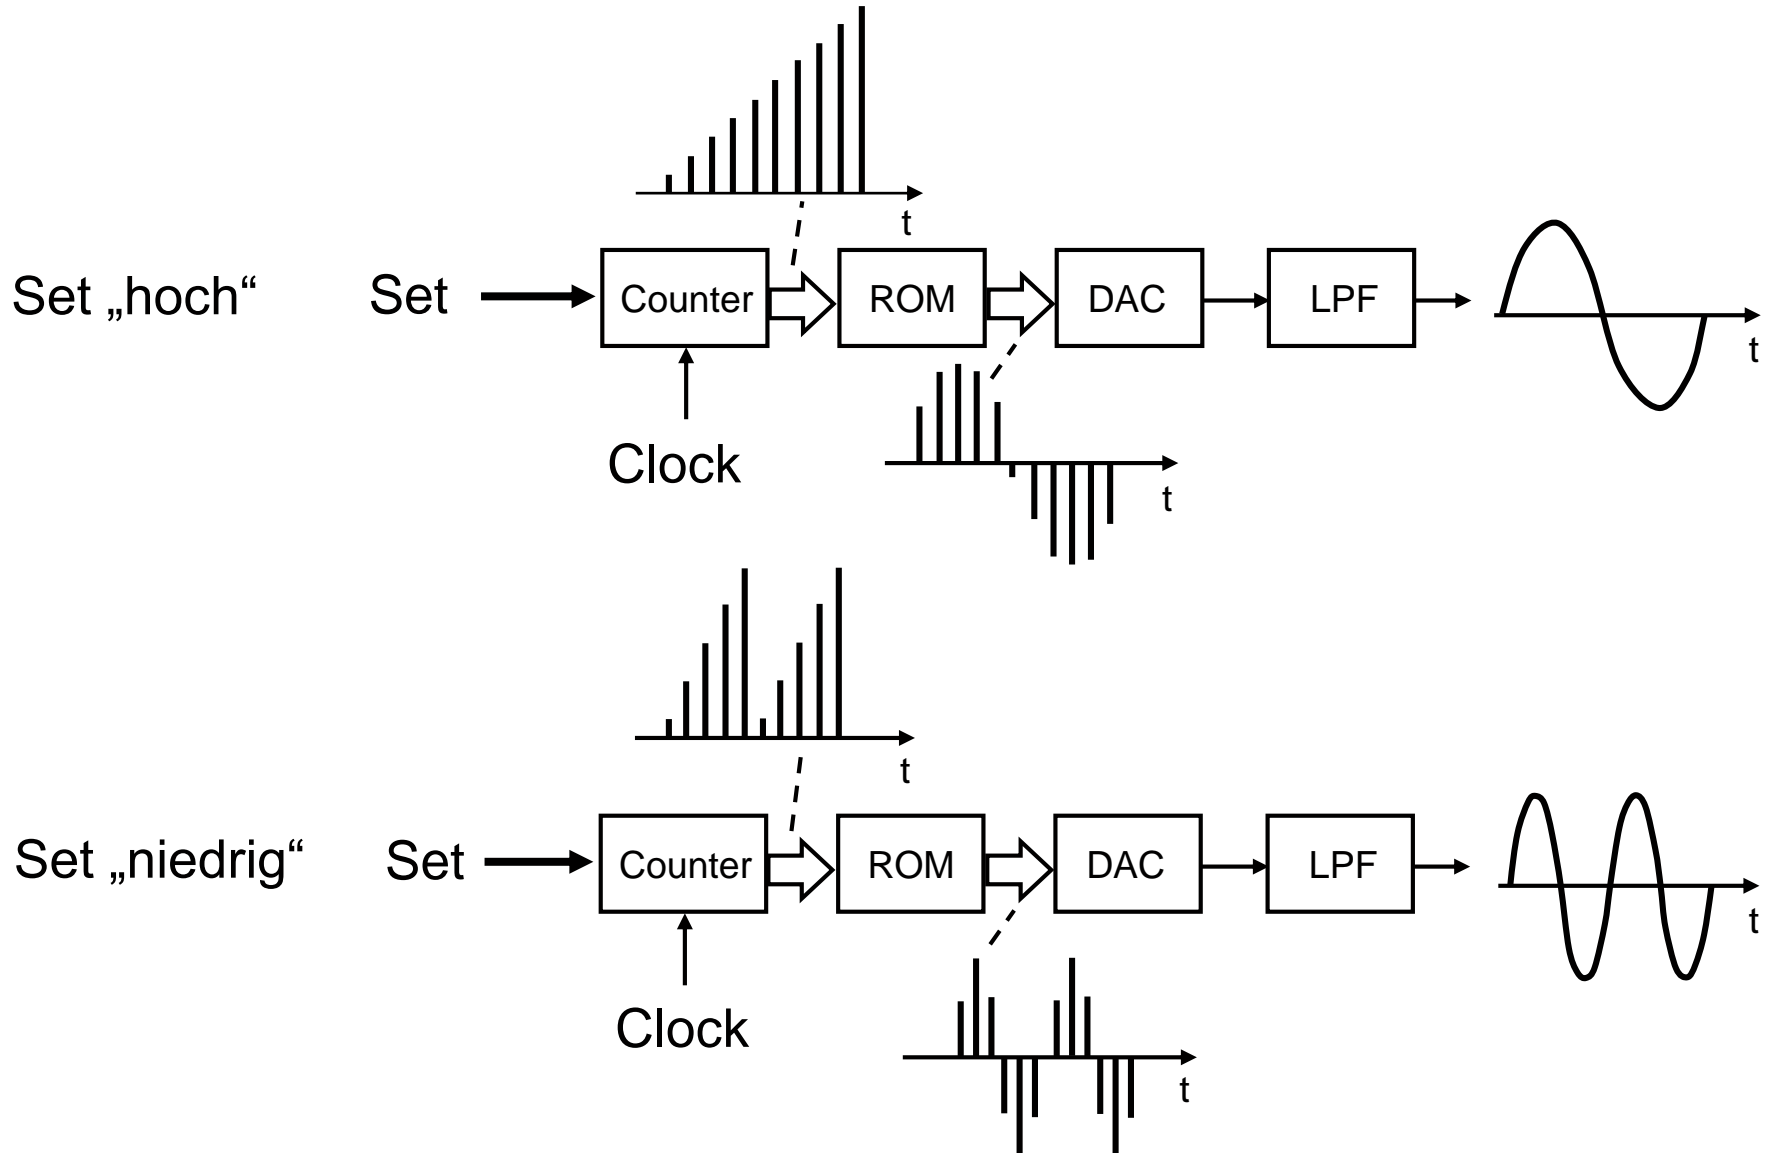 t
Set „hoch“
Set
Counter
ROM
DAC
LPF
t
Clock
t
t
Set „niedrig“
Set
Counter
ROM
DAC
LPF
t
Clock
t